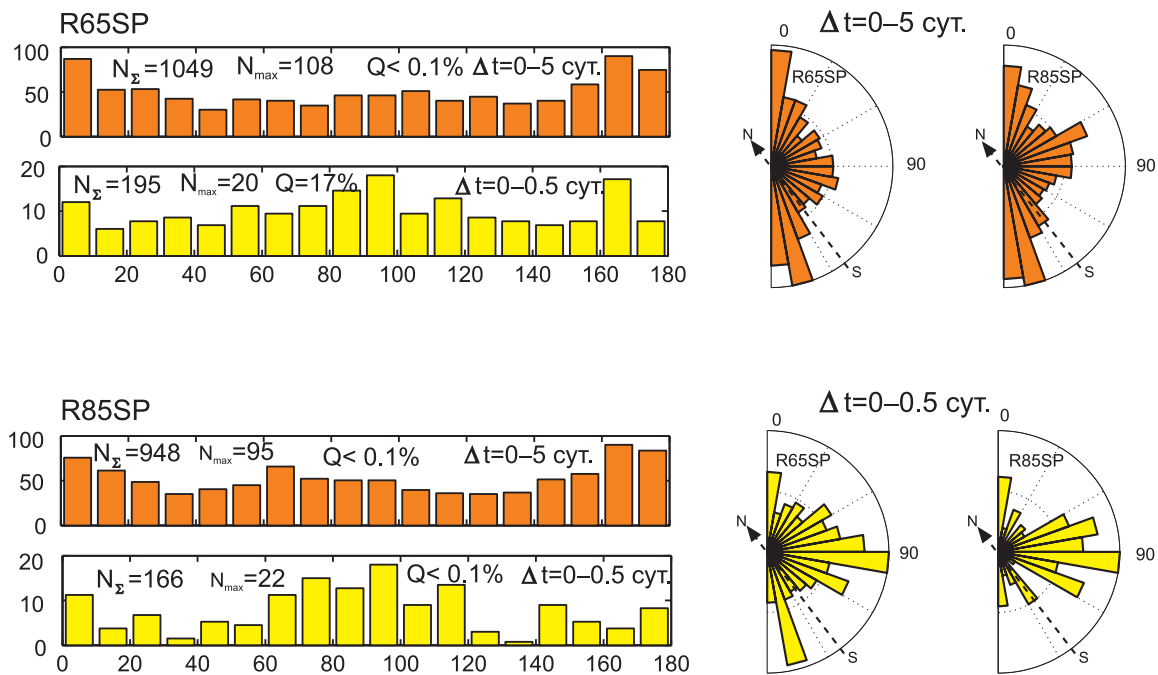 R65SP
100
50
0
N_Σ=1049 N_max=108 Q< 0.1% Δt=0–5 сут.
20
10
0
N_Σ=195 N_max=20 Q=17% Δt=0–0.5 сут.
0 20 40 60 80 100 120 140 160 180
Δt=0–5 сут.
0 0
R65SP R85SP
N N
90 90
S S
R85SP
100
50
0
N_Σ=948 N_max=95 Q< 0.1% Δt=0–5 сут.
20
10
0
N_Σ=166 N_max=22 Q< 0.1% Δt=0–0.5 сут.
0 20 40 60 80 100 120 140 160 180
Δt=0–0.5 сут.
0 0
R65SP R85SP
N N
90 90
S S